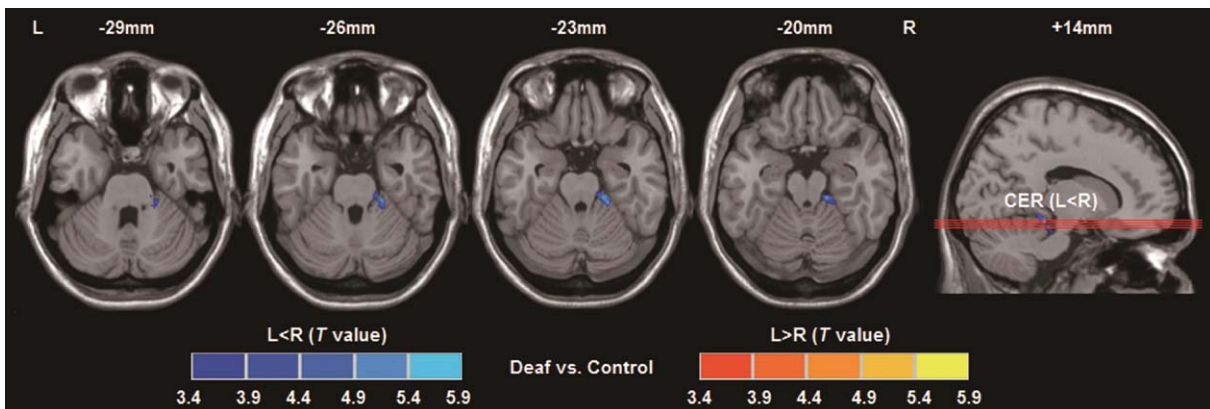 L -29mm -26mm -23mm -20mm R +14mm
CER (L<R)
L<R (T value) L>R (T value)
Deaf vs. Control
3.4 3.9 4.4 4.9 5.4 5.9 3.4 3.9 4.4 4.9 5.4 5.9